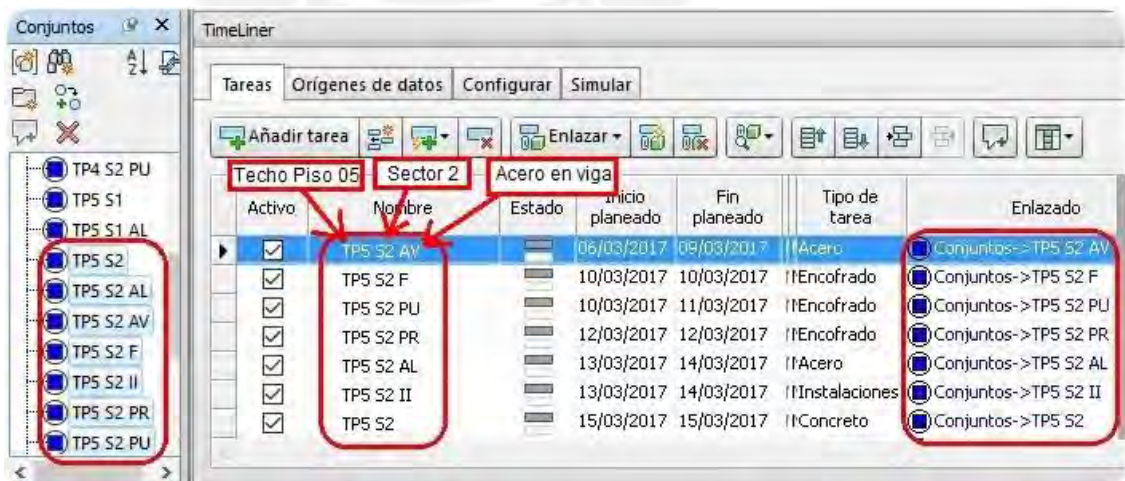 Conjuntos
TimeLiner
Tareas Orígenes de datos Configurar Simular
Añadir tarea Enlazar
Techo Piso 05 Sector 2 Acero en viga
Activo Nombre Estado Inicio planeado Fin planeado Tipo de tarea Enlazado
TP4 S2 PU
TP5 S1
TP5 S1 AL
TP5 S2
TP5 S2 AL
TP5 S2 AV
TP5 S2 F
TP5 S2 II
TP5 S2 PR
TP5 S2 PU
TP5 S2 AV 06/03/2017 09/03/2017 Acero Conjuntos->TP5 S2 AV
TP5 S2 F 10/03/2017 10/03/2017 Encofrado Conjuntos->TP5 S2 F
TP5 S2 PU 10/03/2017 11/03/2017 Encofrado Conjuntos->TP5 S2 PU
TP5 S2 PR 12/03/2017 12/03/2017 Encofrado Conjuntos->TP5 S2 PR
TP5 S2 AL 13/03/2017 14/03/2017 Acero Conjuntos->TP5 S2 AL
TP5 S2 II 13/03/2017 14/03/2017 Instalaciones Conjuntos->TP5 S2 II
TP5 S2 15/03/2017 15/03/2017 Concreto Conjuntos->TP5 S2